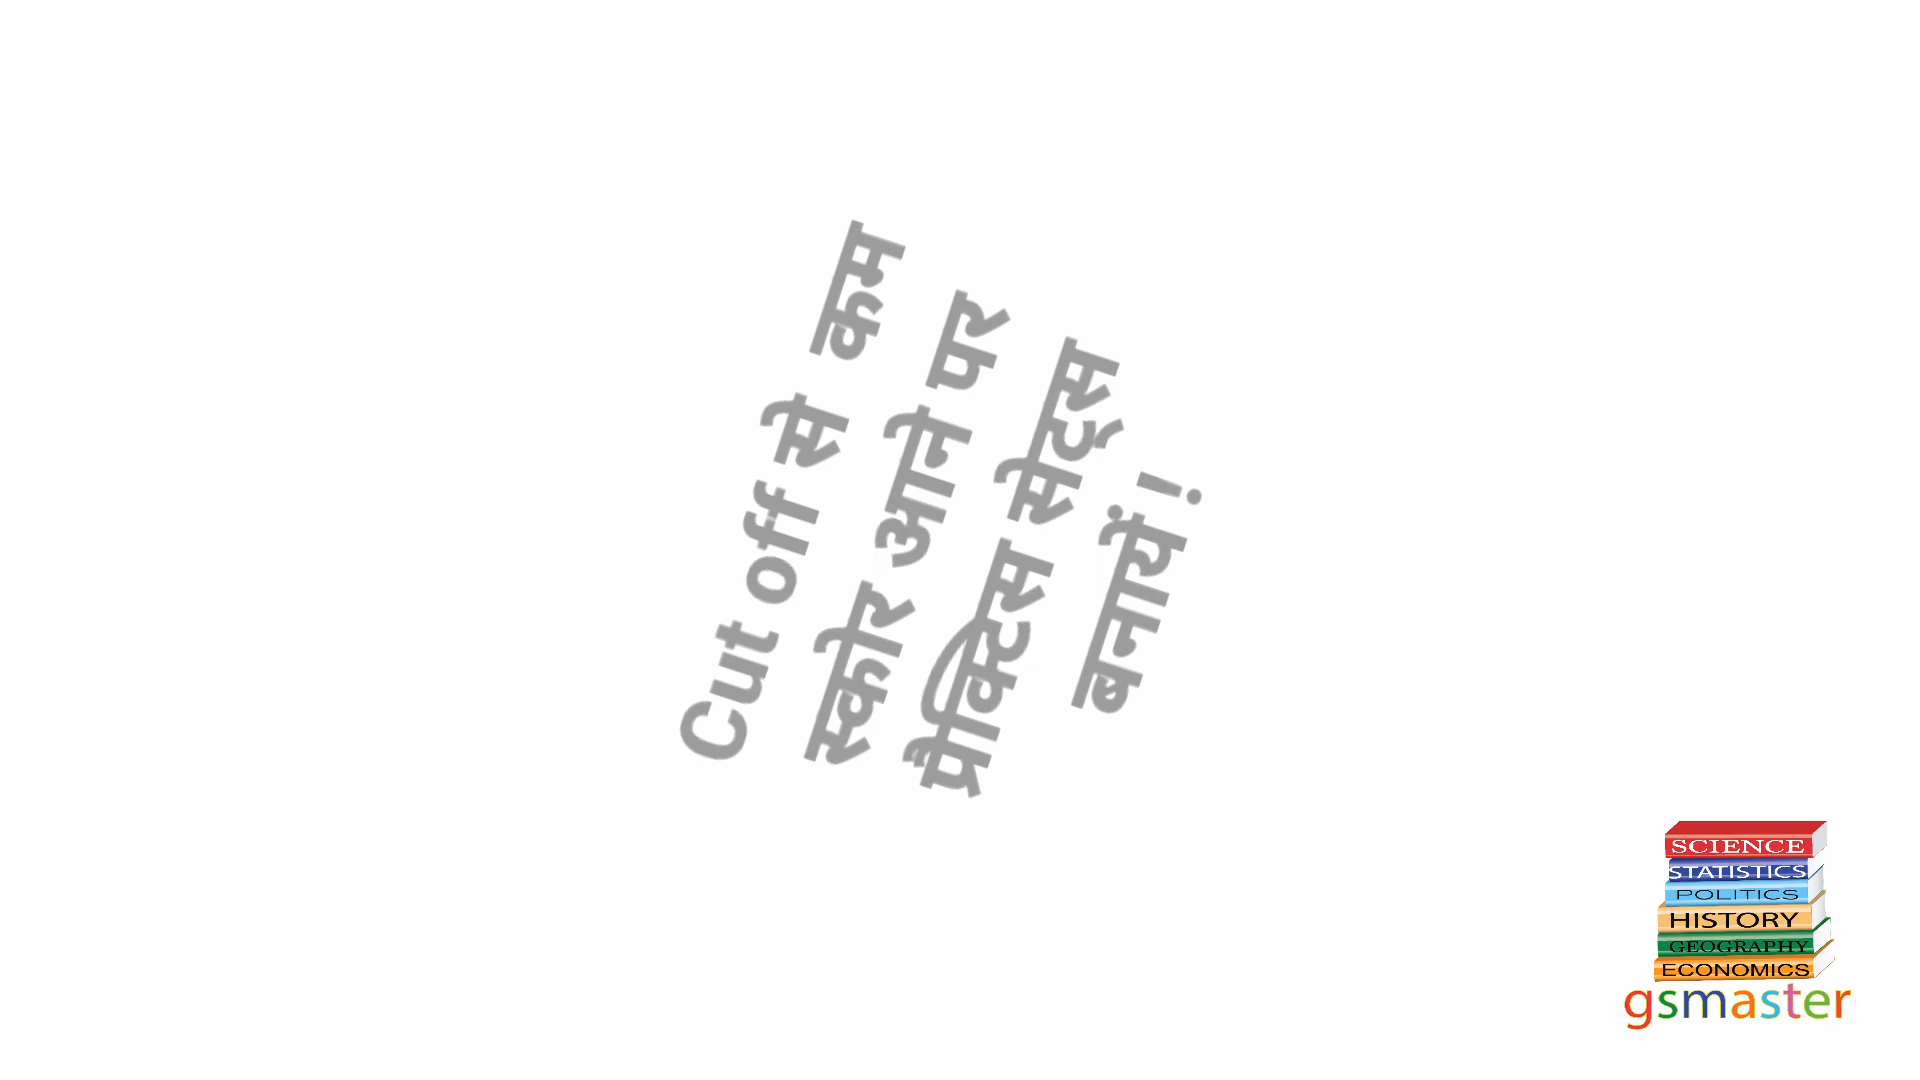 Cut off से कम
स्कोर आने पर
प्रैक्टिस सेट्स
बनायें !
SCIENCE
STATISTICS
POLITICS
HISTORY
GEOGRAPHY
ECONOMICS
gsmaster